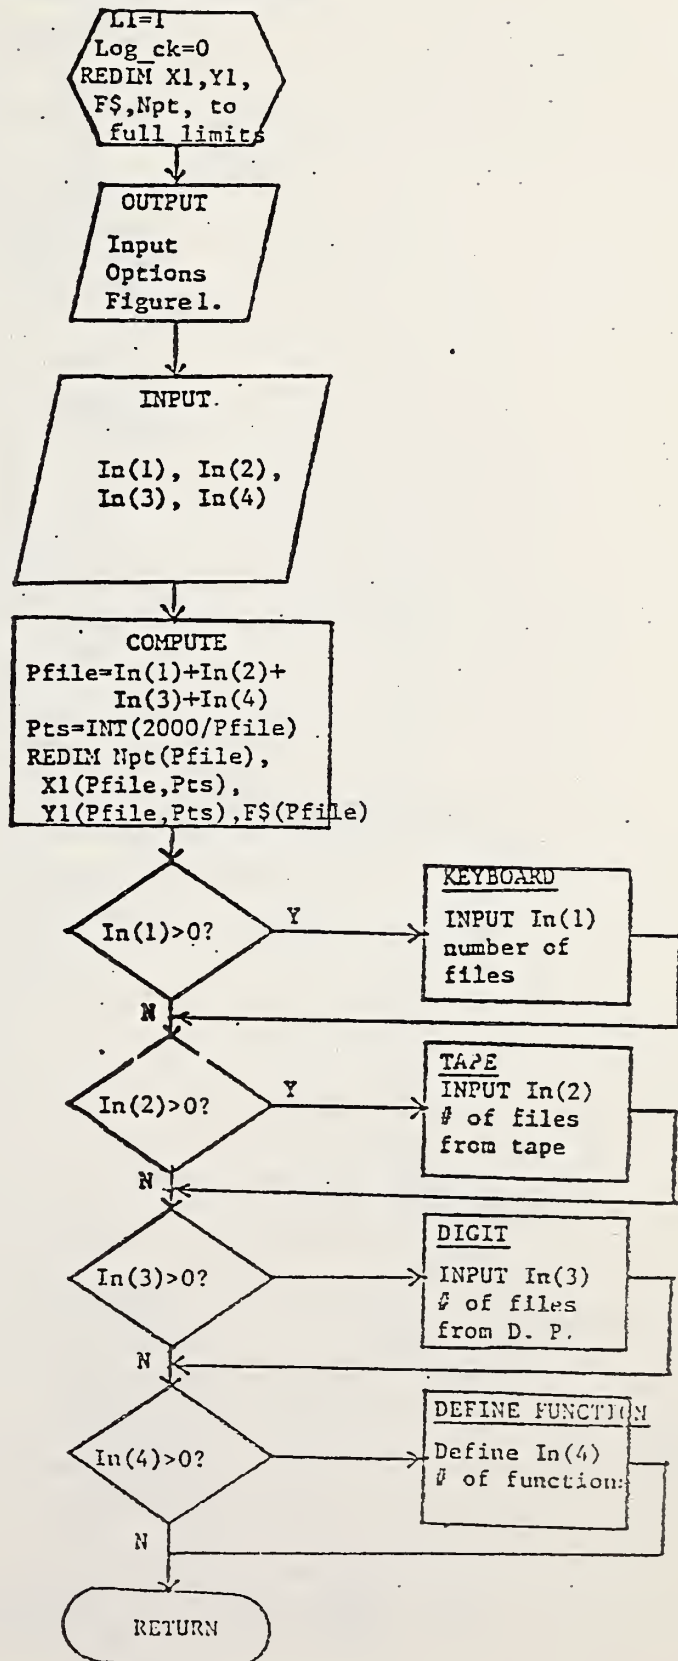 L1=1
Log_ck=0
REDIM X1,Y1,
F$,Npt, to
full limits
OUTPUT
Input
Options
Figure1.
INPUT.
In(1), In(2),
In(3), In(4)
COMPUTE
Pfile=In(1)+In(2)+
In(3)+In(4)
Pts=INT(2000/Pfile)
REDIM Npt(Pfile),
X1(Pfile,Pts),
Y1(Pfile,Pts),F$(Pfile)
In(1)>0?
Y
N
KEYBOARD
INPUT In(1)
number of
files
In(2)>0?
Y
N
TAPE
INPUT In(2)
# of files
from tape
In(3)>0?
N
DIGIT
INPUT In(3)
# of files
from D. P.
In(4)>0?
N
DEFINE FUNCTION
Define In(4)
# of functions
RETURN